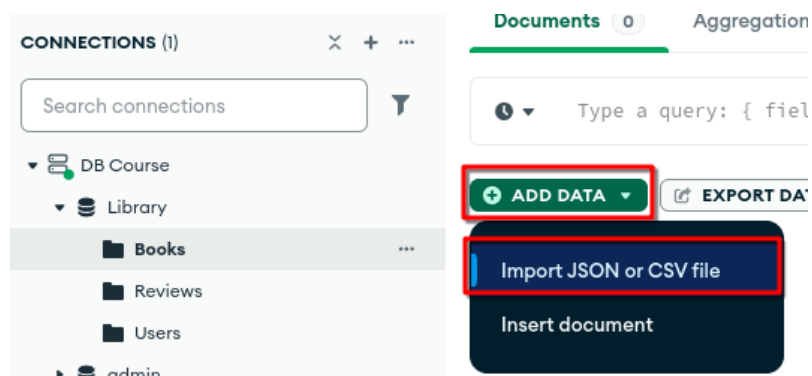 CONNECTIONS (1)
Search connections
DB Course
Library
Books
Reviews
Users
admin
Documents 0 Aggregation
Type a query: { fiel
ADD DATA EXPORT DAT
Import JSON or CSV file
Insert document